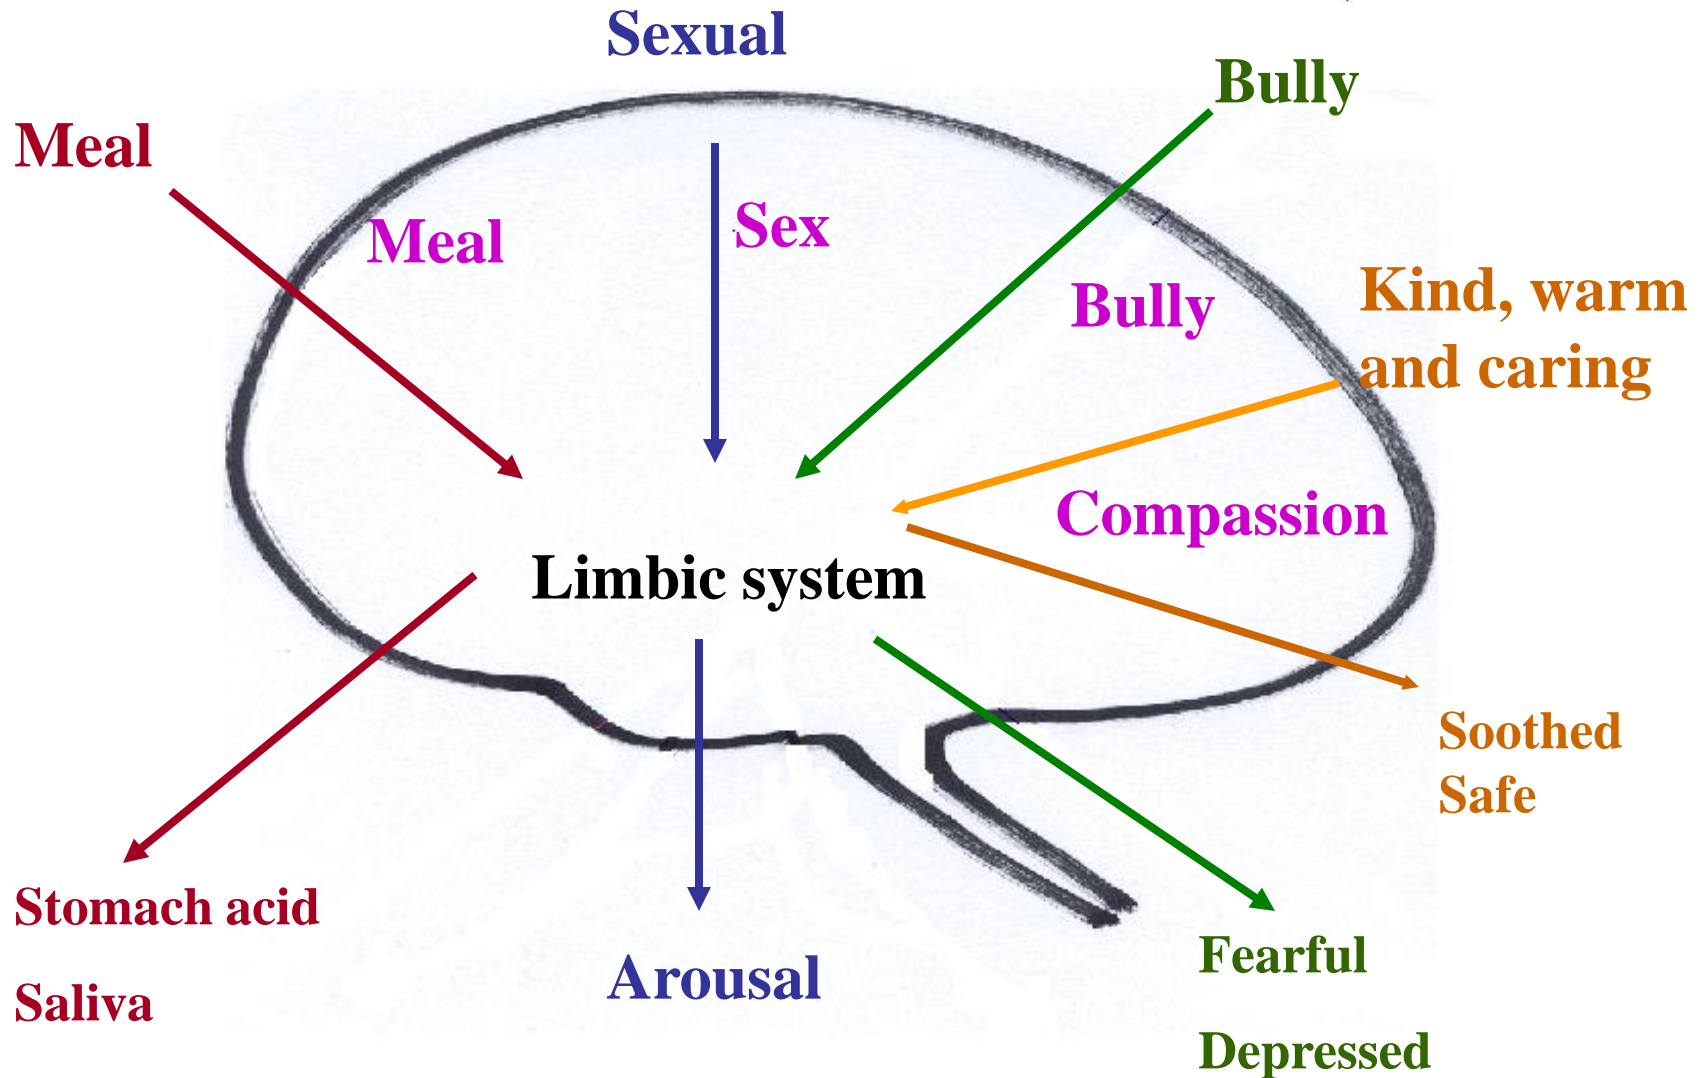 Sexual
Bully
Meal
Meal
Sex
Bully
Kind, warm
and caring
Compassion
Limbic system
Soothed
Safe
Stomach acid
Saliva
Arousal
Fearful
Depressed